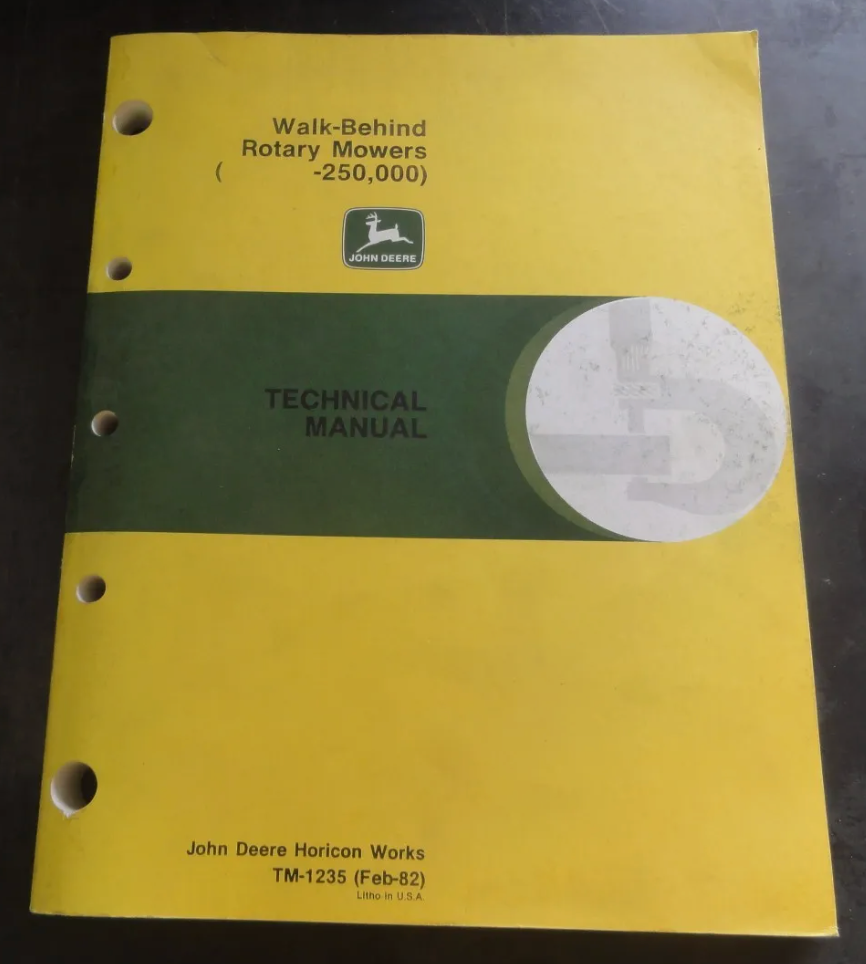 Walk-Behind
Rotary Mowers
( -250,000)
JOHN DEERE
TECHNICAL
MANUAL
John Deere Horicon Works
TM-1235 (Feb-82)
Litho in U.S.A.